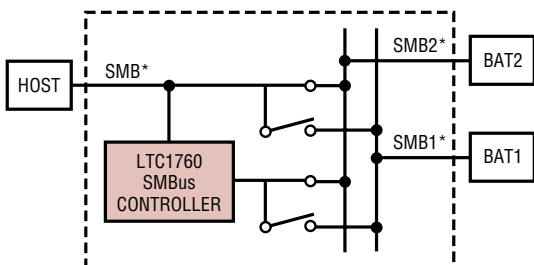 HOST
SMB*
LTC1760
SMBus
CONTROLLER
SMB2*
BAT2
SMB1*
BAT1